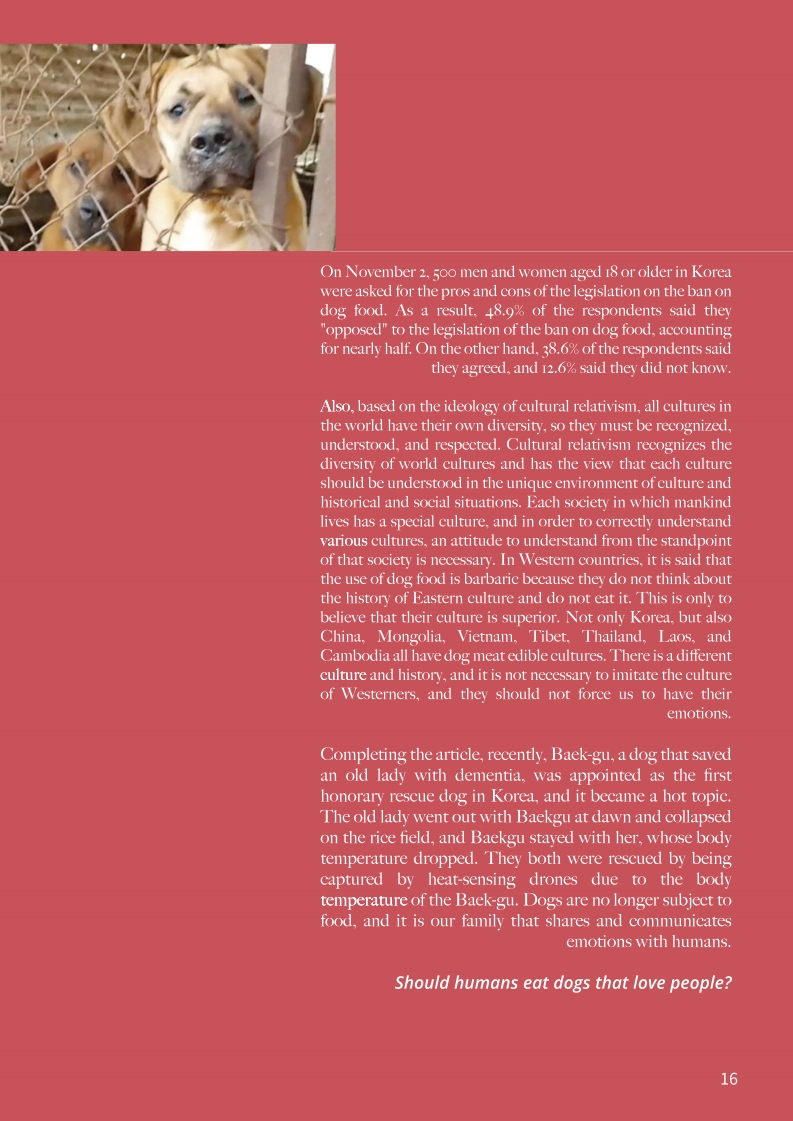 On November 2, 500 men and women aged 18 or older in Korea
were asked for the pros and cons of the legislation on the ban on
dog food. As a result, 48.9% of the respondents said they
"opposed" to the legislation of the ban on dog food, accounting
for nearly half. On the other hand, 38.6% of the respondents said
they agreed, and 12.6% said they did not know.
Also, based on the ideology of cultural relativism, all cultures in
the world have their own diversity, so they must be recognized,
understood, and respected. Cultural relativism recognizes the
diversity of world cultures and has the view that each culture
should be understood in the unique environment of culture and
historical and social situations. Each society in which mankind
lives has a special culture, and in order to correctly understand
various cultures, an attitude to understand from the standpoint
of that society is necessary. In Western countries, it is said that
the use of dog food is barbaric because they do not think about
the history of Eastern culture and do not eat it. This is only to
believe that their culture is superior. Not only Korea, but also
China, Mongolia, Vietnam, Tibet, Thailand, Laos, and
Cambodia all have dog meat edible cultures. There is a different
culture and history, and it is not necessary to imitate the culture
of Westerners, and they should not force us to have their
emotions.
Completing the article, recently, Baek-gu, a dog that saved
an old lady with dementia, was appointed as the first
honorary rescue dog in Korea, and it became a hot topic.
The old lady went out with Baekgu at dawn and collapsed
on the rice field, and Baekgu stayed with her, whose body
temperature dropped. They both were rescued by being
captured by heat-sensing drones due to the body
temperature of the Baek-gu. Dogs are no longer subject to
food, and it is our family that shares and communicates
emotions with humans.
Should humans eat dogs that love people?
16